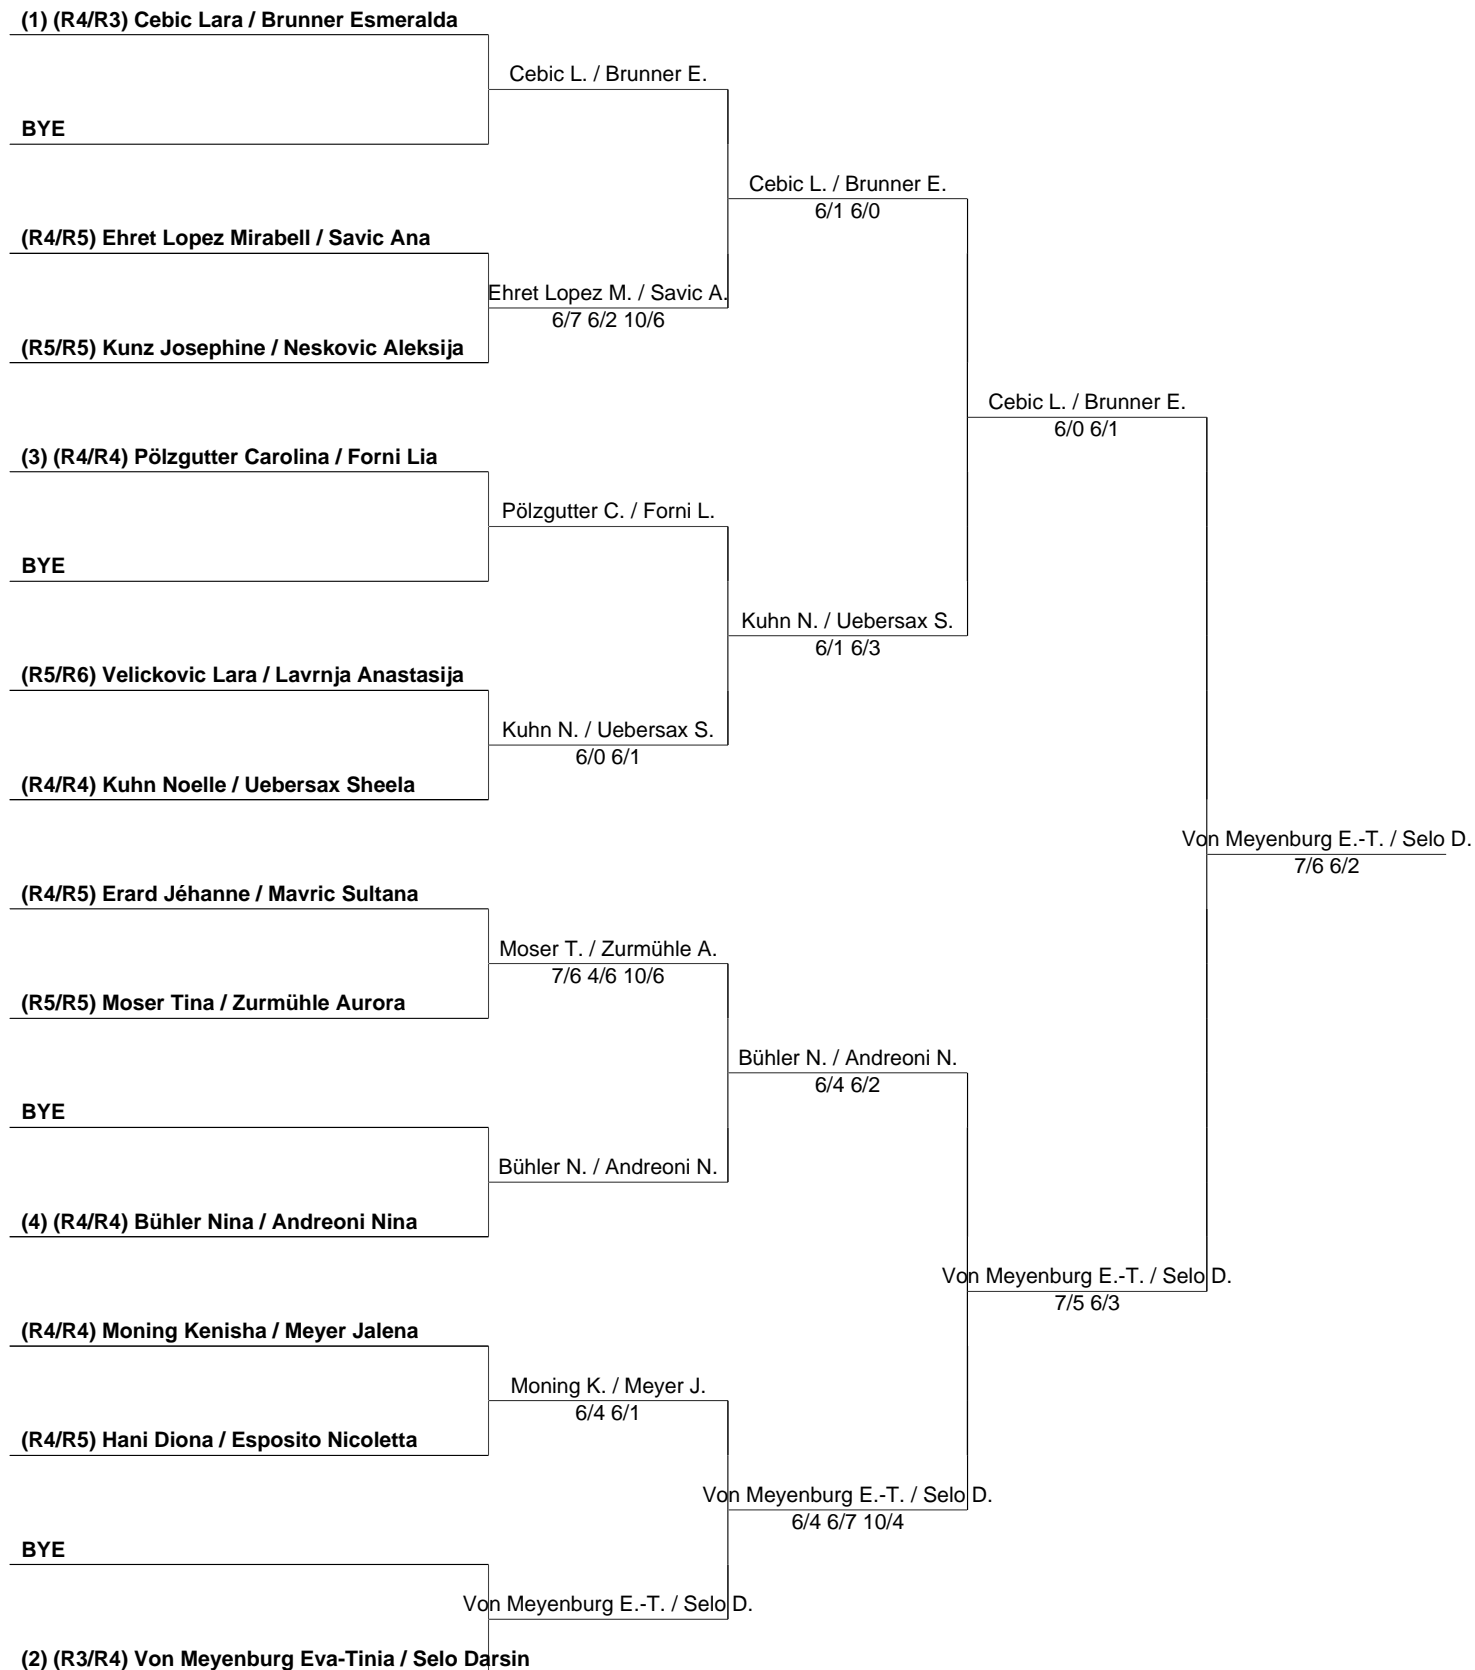 (1) (R4/R3) Cebic Lara / Brunner Esmeralda
Cebic L. / Brunner E.
BYE
Cebic L. / Brunner E.
6/1 6/0
(R4/R5) Ehret Lopez Mirabell / Savic Ana
Ehret Lopez M. / Savic A.
6/7 6/2 10/6
(R5/R5) Kunz Josephine / Neskovic Aleksija
Cebic L. / Brunner E.
6/0 6/1
(3) (R4/R4) Pölzgutter Carolina / Forni Lia
Pölzgutter C. / Forni L.
BYE
Kuhn N. / Uebersax S.
6/1 6/3
(R5/R6) Velickovic Lara / Lavrnja Anastasija
Kuhn N. / Uebersax S.
6/0 6/1
(R4/R4) Kuhn Noelle / Uebersax Sheela
Von Meyenburg E.-T. / Selo D.
7/6 6/2
(R4/R5) Erard Jéhanne / Mavric Sultana
Moser T. / Zurmühle A.
7/6 4/6 10/6
(R5/R5) Moser Tina / Zurmühle Aurora
Bühler N. / Andreoni N.
6/4 6/2
BYE
Bühler N. / Andreoni N.
(4) (R4/R4) Bühler Nina / Andreoni Nina
Von Meyenburg E.-T. / Selo D.
7/5 6/3
(R4/R4) Moning Kenisha / Meyer Jalena
Moning K. / Meyer J.
6/4 6/1
(R4/R5) Hani Diona / Esposito Nicoletta
Von Meyenburg E.-T. / Selo D.
6/4 6/7 10/4
BYE
Von Meyenburg E.-T. / Selo D.
(2) (R3/R4) Von Meyenburg Eva-Tinia / Selo Darsin